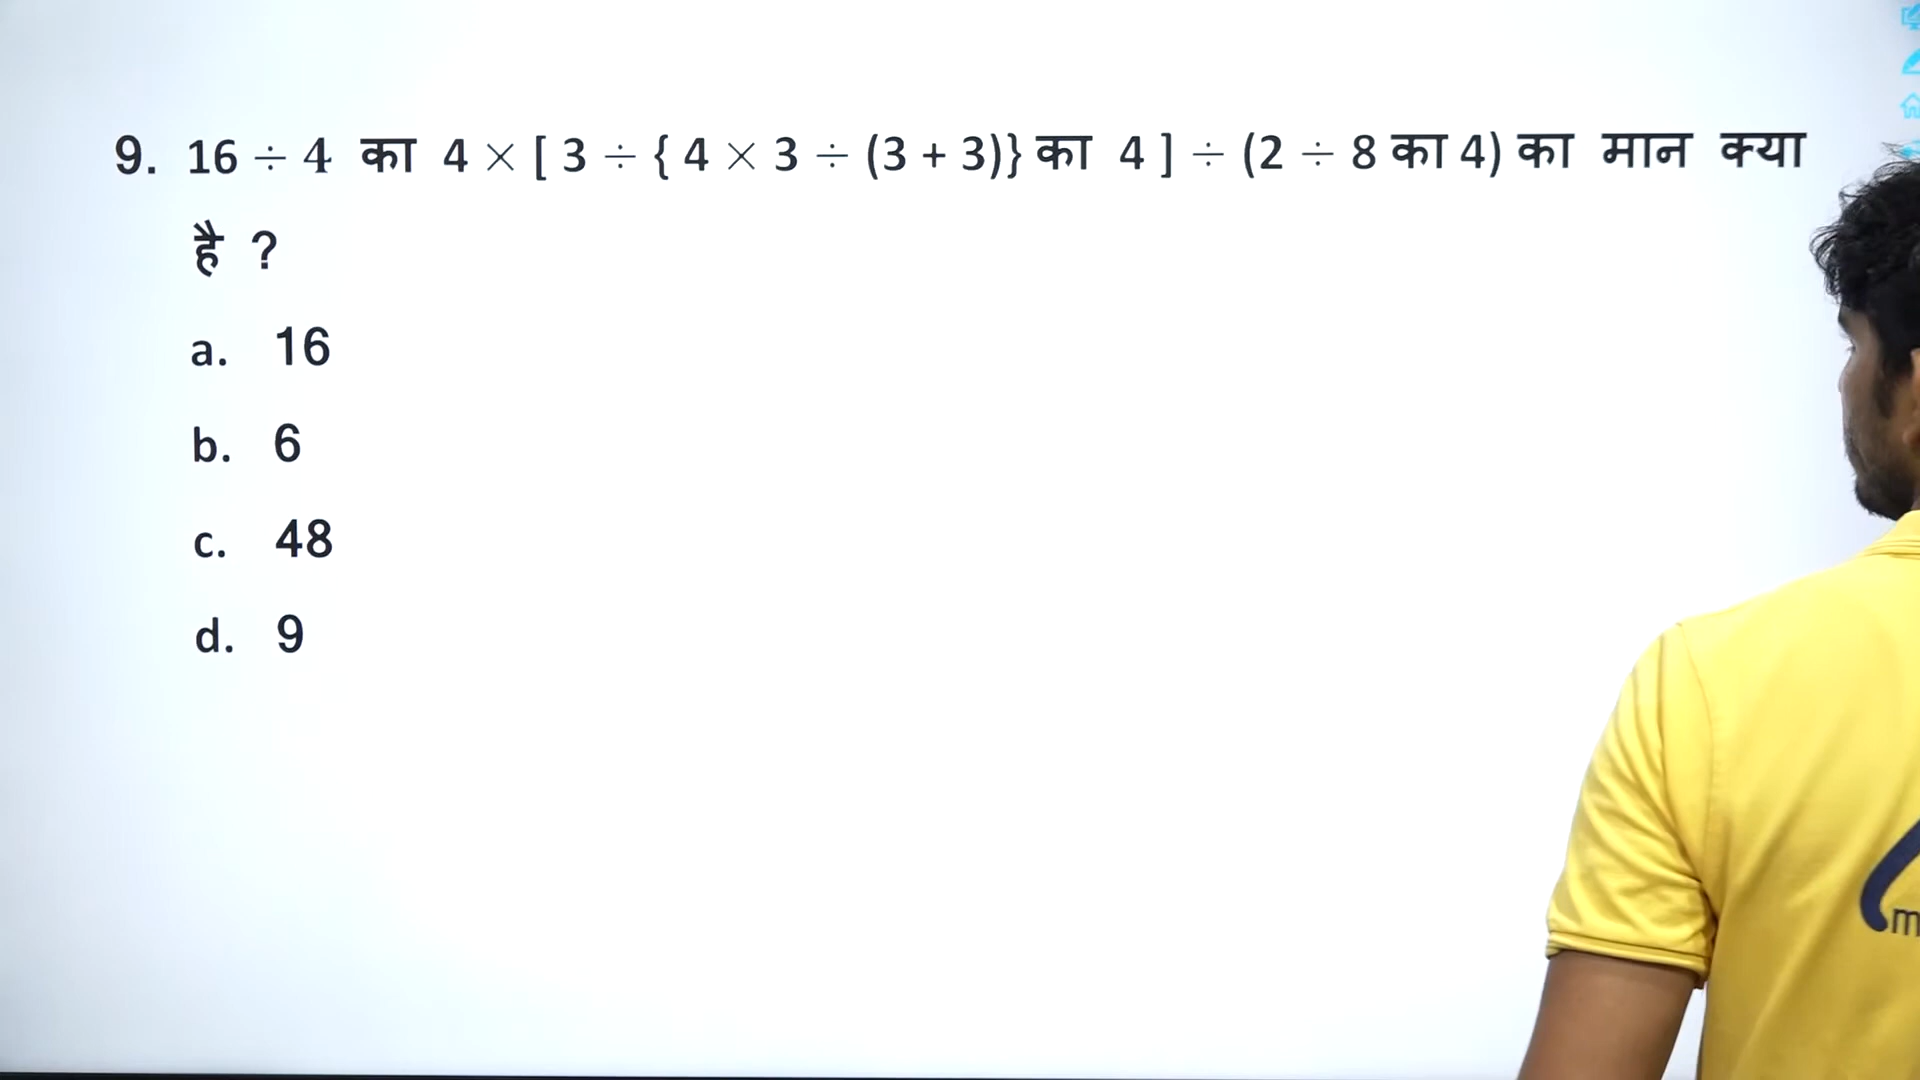 9. 16 ÷ 4 का 4 × [ 3 ÷ { 4 × 3 ÷ (3 + 3)} का 4 ] ÷ (2 ÷ 8 का 4) का मान क्या
है ?
a. 16
b. 6
c. 48
d. 9
m